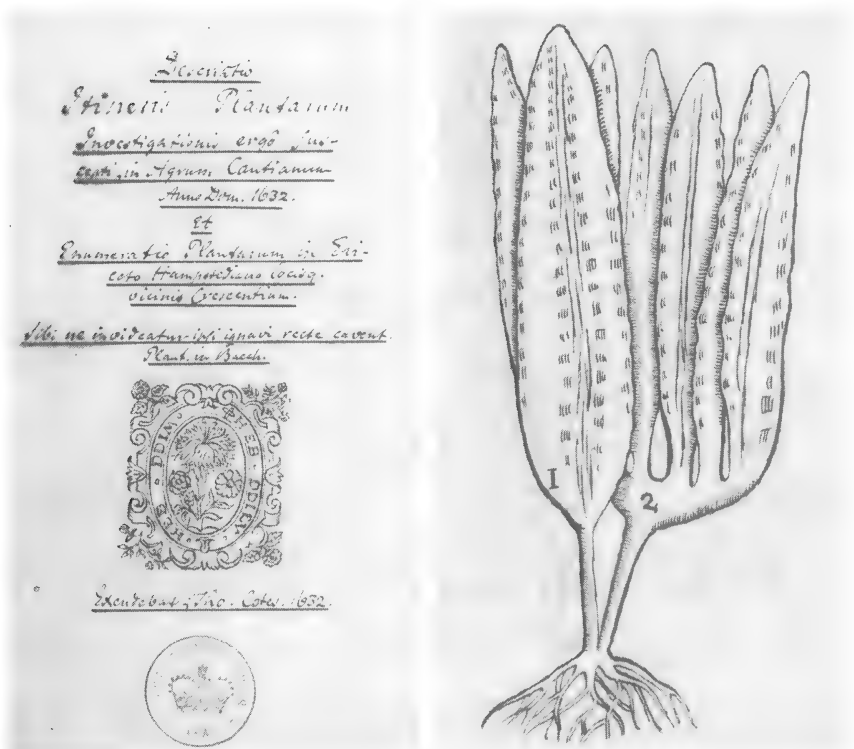 Descriptio
Itineris Plantarum
Investigationis ergô Sus-
cepti, in Agrum Cantianum
Anno Dom. 1632.
Et
Enumeratio Plantarum in Eri-
ceto Hampstediano locisq.
vicinis Crescentium.
Sibi ne invideatur ipsi ignavi recte cavent.
Plaut. in Bacch.
Excudebat, Tho. Cotes. 1632.
1
2